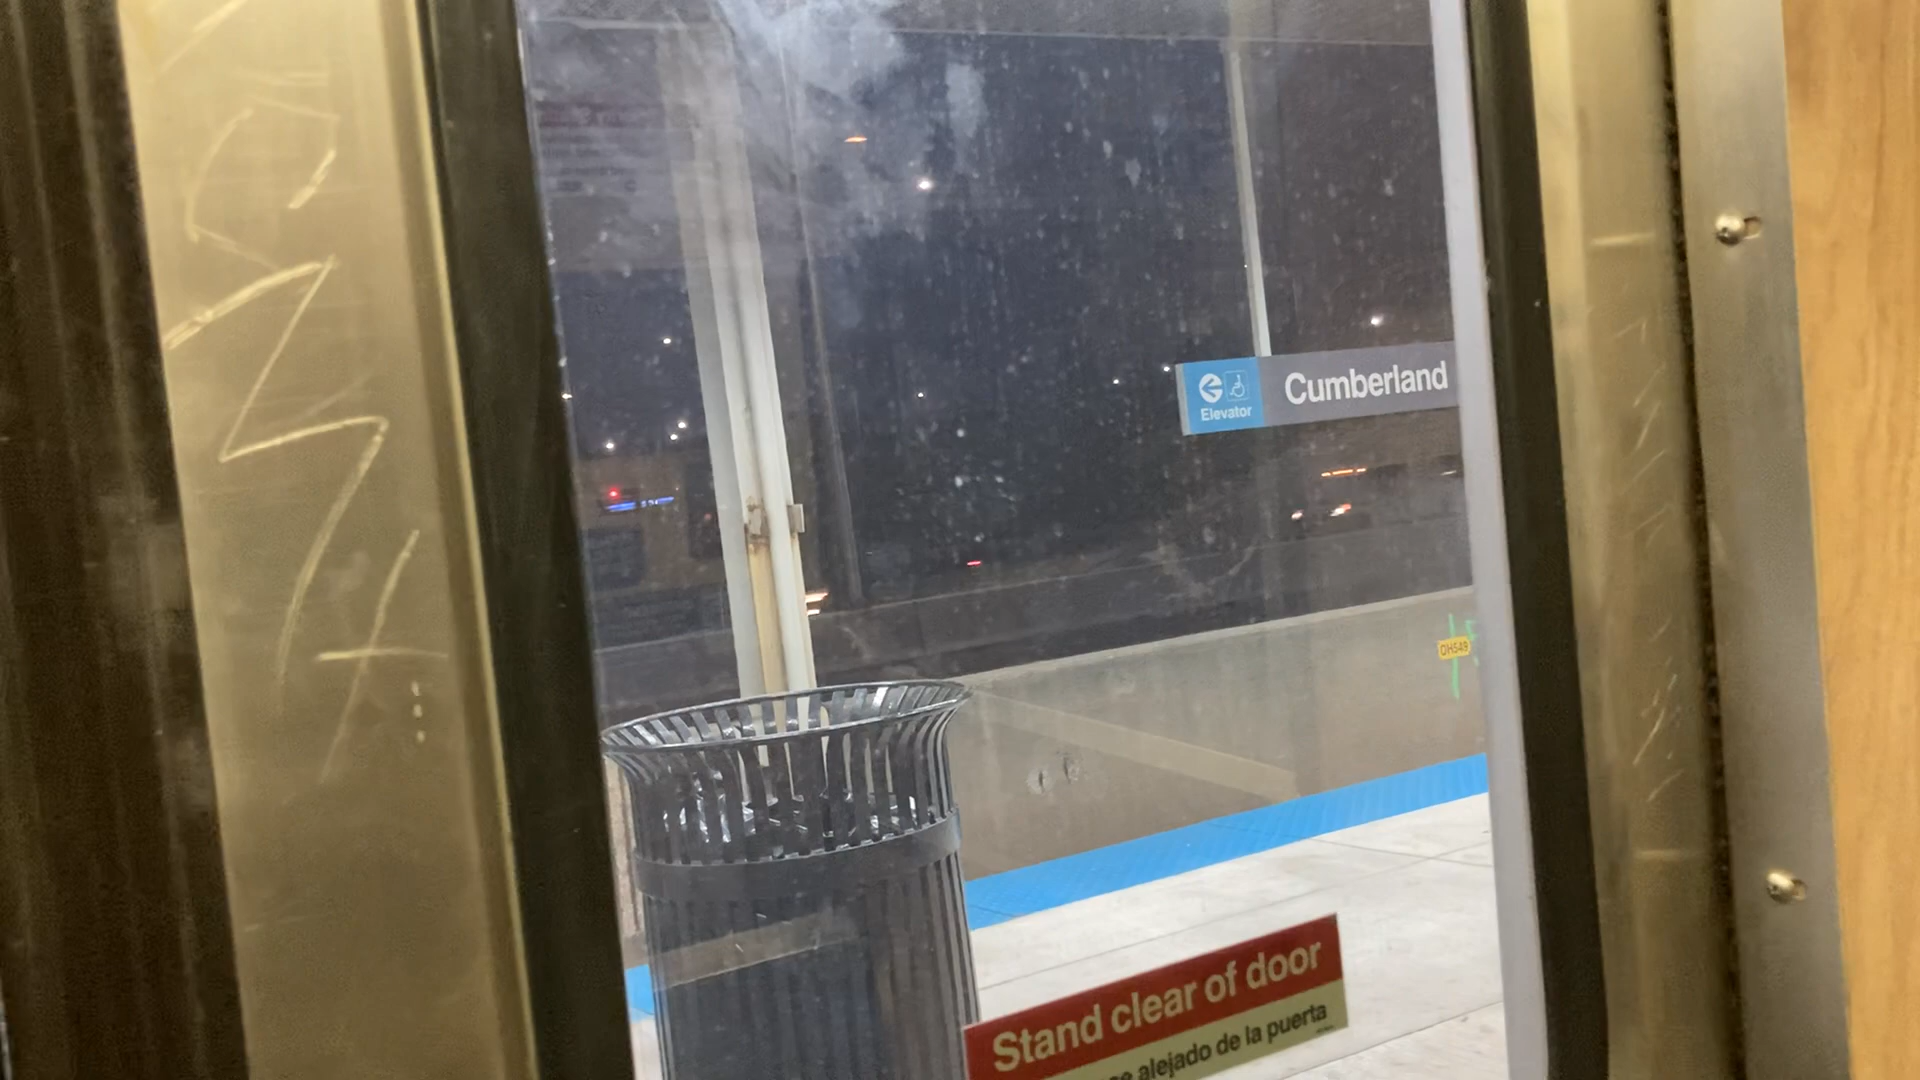 Cumberland
Elevator
OH549
Stand clear of door
alejado de la puerta